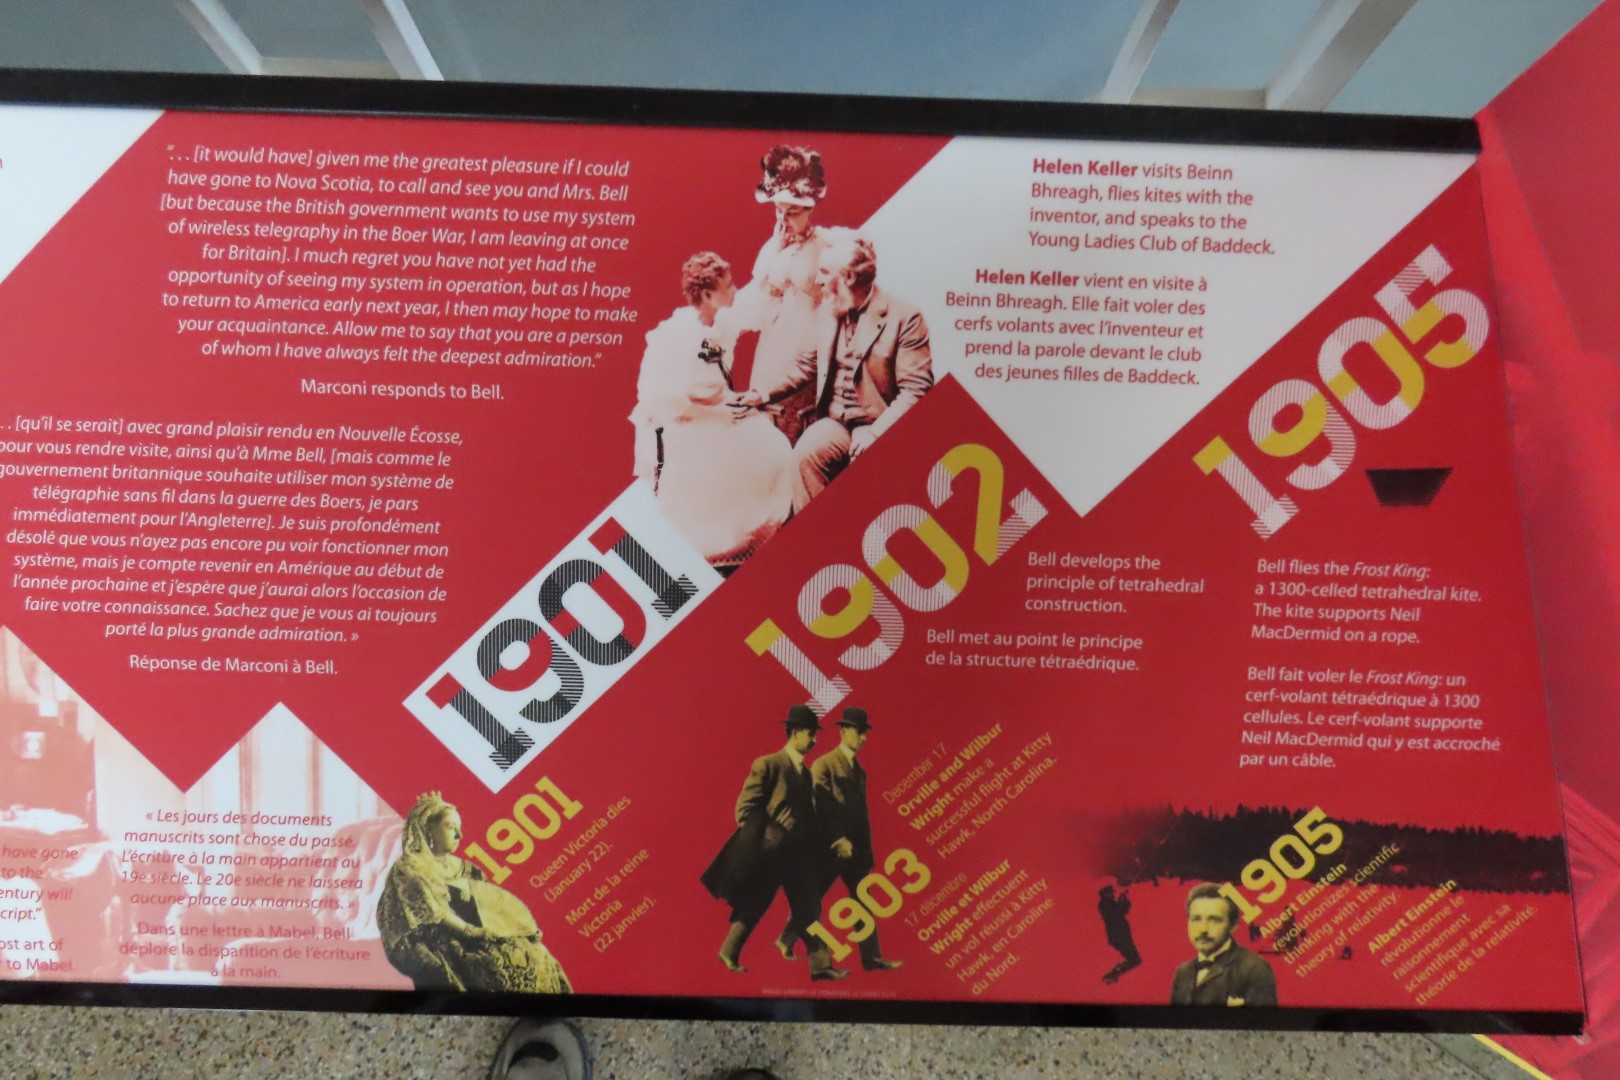 “. . . [it would have] given me the greatest pleasure if I could
have gone to Nova Scotia, to call and see you and Mrs. Bell
[but because the British government wants to use my system
of wireless telegraphy in the Boer War, I am leaving at once
for Britain]. I much regret you have not yet had the
opportunity of seeing my system in operation, but as I hope
to return to America early next year, I then may hope to make
your acquaintance. Allow me to say that you are a person
of whom I have always felt the deepest admiration.”
Marconi responds to Bell.
. . [qu’il se serait] avec grand plaisir rendu en Nouvelle Écosse,
pour vous rendre visite, ainsi qu’à Mme Bell, [mais comme le
gouvernement britannique souhaite utiliser mon système de
télégraphie sans fil dans la guerre des Boers, je pars
immédiatement pour l’Angleterre]. Je suis profondément
désolé que vous n’ayez pas encore pu voir fonctionner mon
système, mais je compte revenir en Amérique au début de
l’année prochaine et j’espère que j’aurai alors l’occasion de
faire votre connaissance. Sachez que je vous ai toujours
porté la plus grande admiration. »
Réponse de Marconi à Bell.
have gone
to the
entury will
cript.”
ost art of
to Mabel.
« Les jours des documents
manuscrits sont chose du passé.
L’écriture à la main appartient au
19e siècle. Le 20e siècle ne laissera
aucune place aux manuscrits. »
Dans une lettre à Mabel, Bell
déplore la disparition de l’écriture
à la main.
1901
1901
Queen Victoria dies
(January 22).
Mort de la reine
Victoria
(22 janvier).
Helen Keller visits Beinn
Bhreagh, flies kites with the
inventor, and speaks to the
Young Ladies Club of Baddeck.
Helen Keller vient en visite à
Beinn Bhreagh. Elle fait voler des
cerfs volants avec l’inventeur et
prend la parole devant le club
des jeunes filles de Baddeck.
1902
Bell develops the
principle of tetrahedral
construction.
Bell met au point le principe
de la structure tétraédrique.
1903
December 17
Orville and Wilbur
Wright make a
successful flight at Kitty
Hawk, North Carolina.
17 décembre
Orville et Wilbur
Wright effectuent
un vol réussi à Kitty
Hawk, en Caroline
du Nord.
1905
Bell flies the Frost King:
a 1300-celled tetrahedral kite.
The kite supports Neil
MacDermid on a rope.
Bell fait voler le Frost King: un
cerf-volant tétraédrique à 1300
cellules. Le cerf-volant supporte
Neil MacDermid qui y est accroché
par un câble.
1905
Albert Einstein
revolutionizes scientific
thinking with the
theory of relativity.
Albert Einstein
révolutionne le
raisonnement
scientifique avec sa
théorie de la relativité.